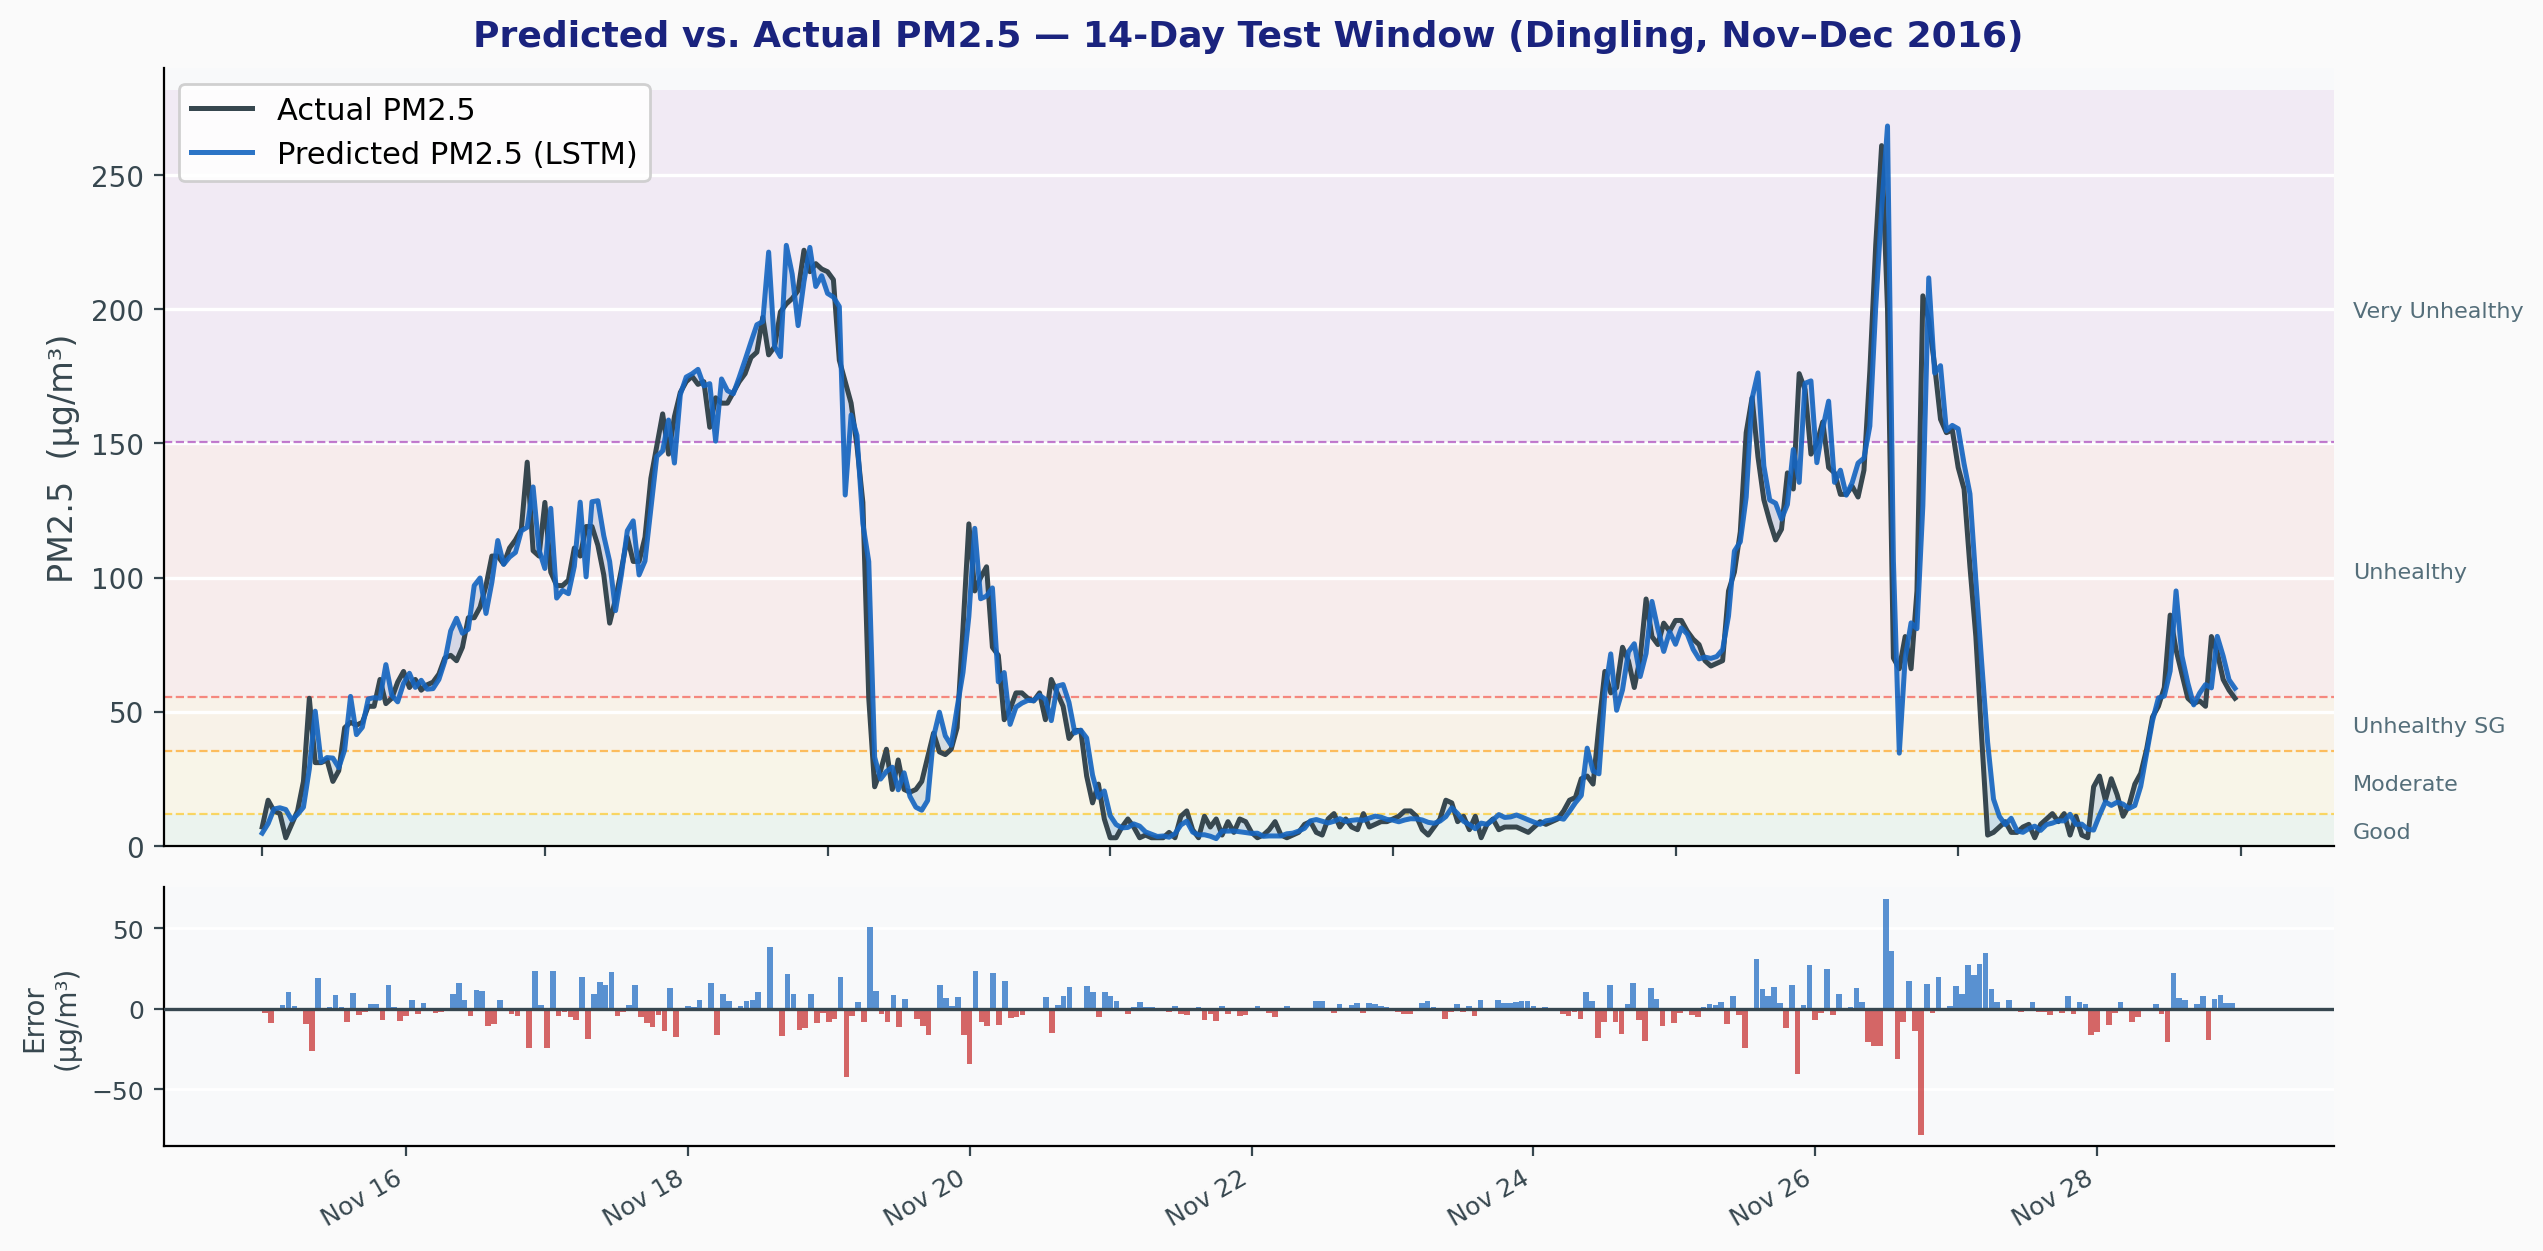 Predicted vs. Actual PM2.5 — 14-Day Test Window (Dingling, Nov–Dec 2016)
Actual PM2.5
Predicted PM2.5 (LSTM)
PM2.5 (µg/m³)
250
200
150
100
50
0
Very Unhealthy
Unhealthy
Unhealthy SG
Moderate
Good
Error
(µg/m³)
50
0
−50
Nov 16
Nov 18
Nov 20
Nov 22
Nov 24
Nov 26
Nov 28